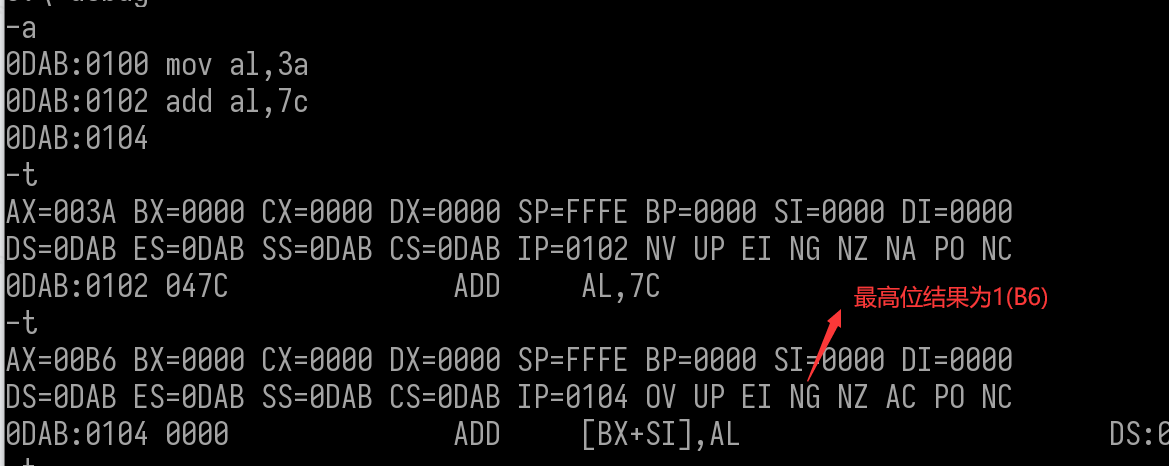 -a
0DAB:0100 mov al,3a
0DAB:0102 add al,7c
0DAB:0104
-t
AX=003A BX=0000 CX=0000 DX=0000 SP=FFFE BP=0000 SI=0000 DI=0000
DS=0DAB ES=0DAB SS=0DAB CS=0DAB IP=0102 NV UP EI NG NZ NA PO NC
0DAB:0102 047C ADD AL,7C
最高位结果为1(B6)
-t
AX=00B6 BX=0000 CX=0000 DX=0000 SP=FFFE BP=0000 SI=0000 DI=0000
DS=0DAB ES=0DAB SS=0DAB CS=0DAB IP=0104 OV UP EI NG NZ AC PO NC
0DAB:0104 0000 ADD [BX+SI],AL DS:0